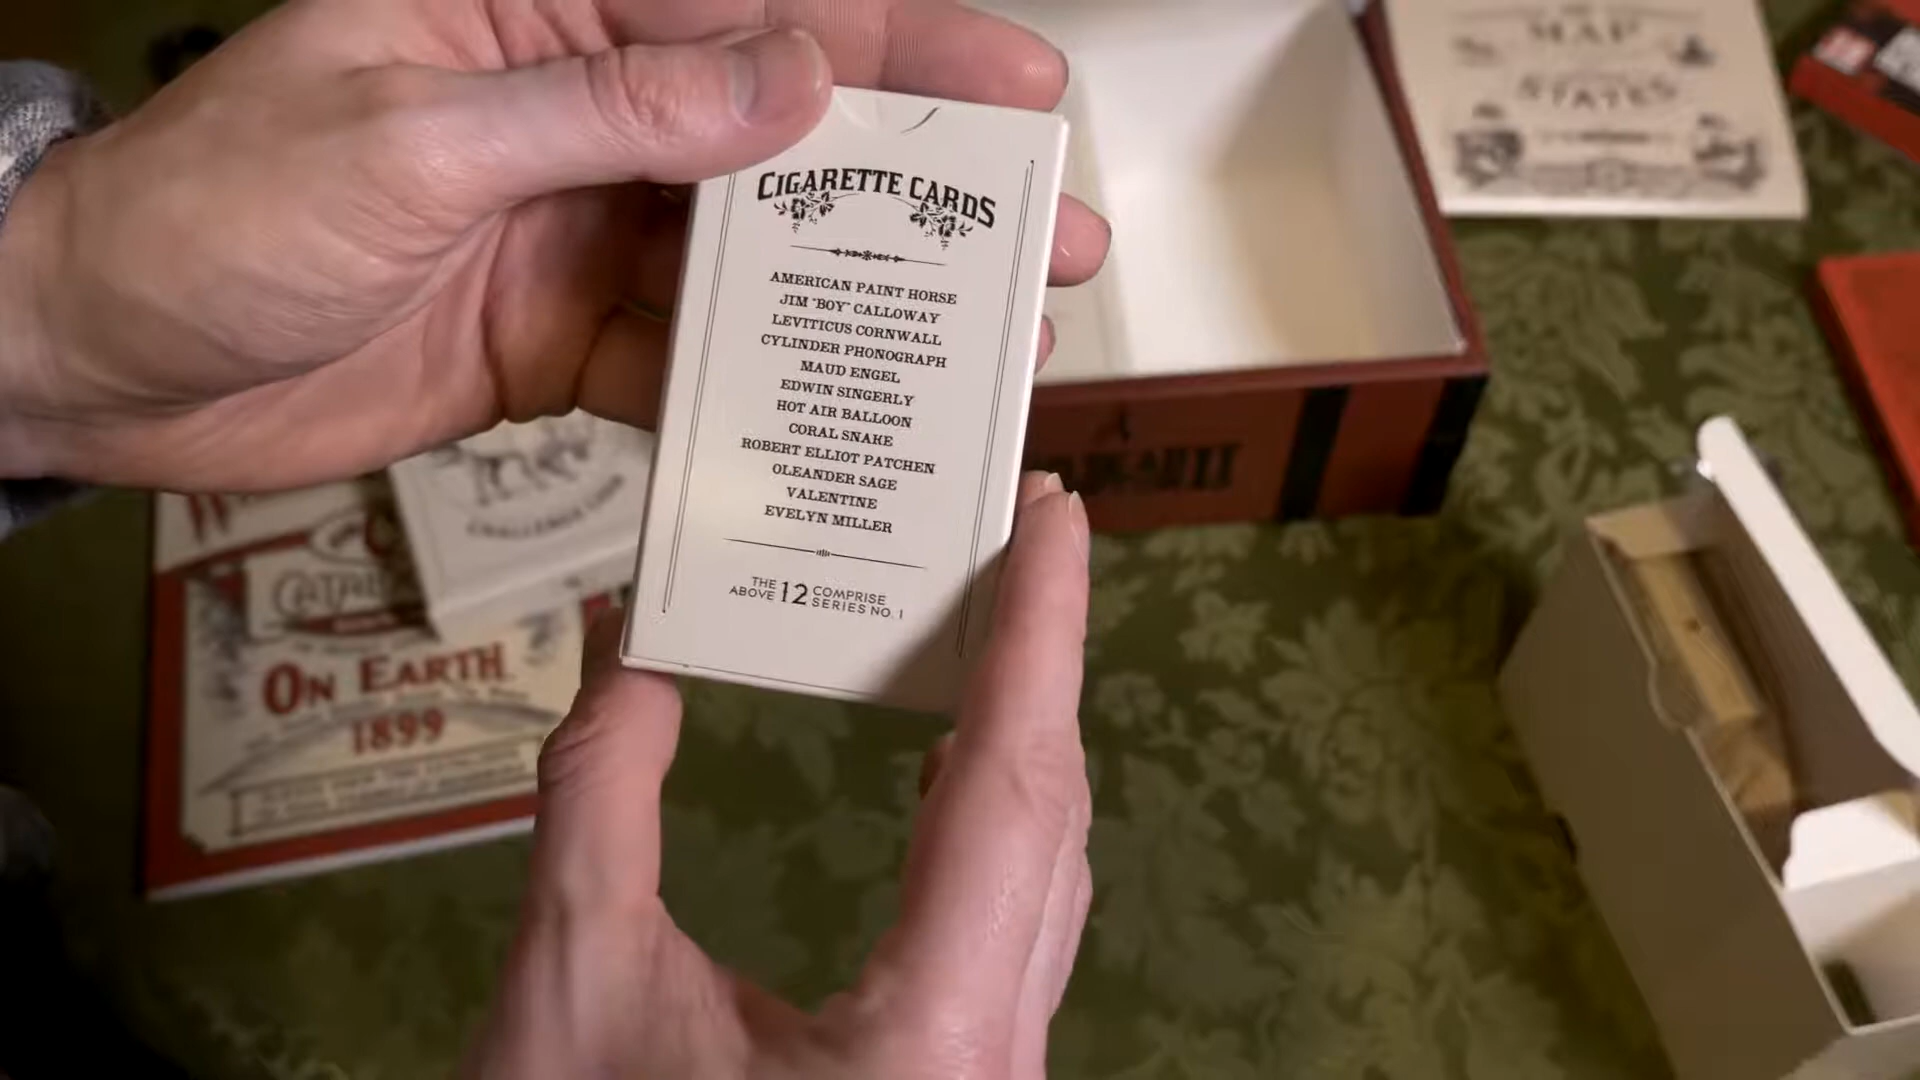 MAP
STATES
CIGARETTE CARDS
AMERICAN PAINT HORSE
JIM "BOY" CALLOWAY
LEVITICUS CORNWALL
CYLINDER PHONOGRAPH
MAUD ENGEL
EDWIN SINGERLY
HOT AIR BALLOON
CORAL SNAKE
ROBERT ELLIOT PATCHEN
OLEANDER SAGE
VALENTINE
EVELYN MILLER
THE ABOVE 12 COMPRISE SERIES NO. 1
CHALLENGE COIN
ON EARTH
1899